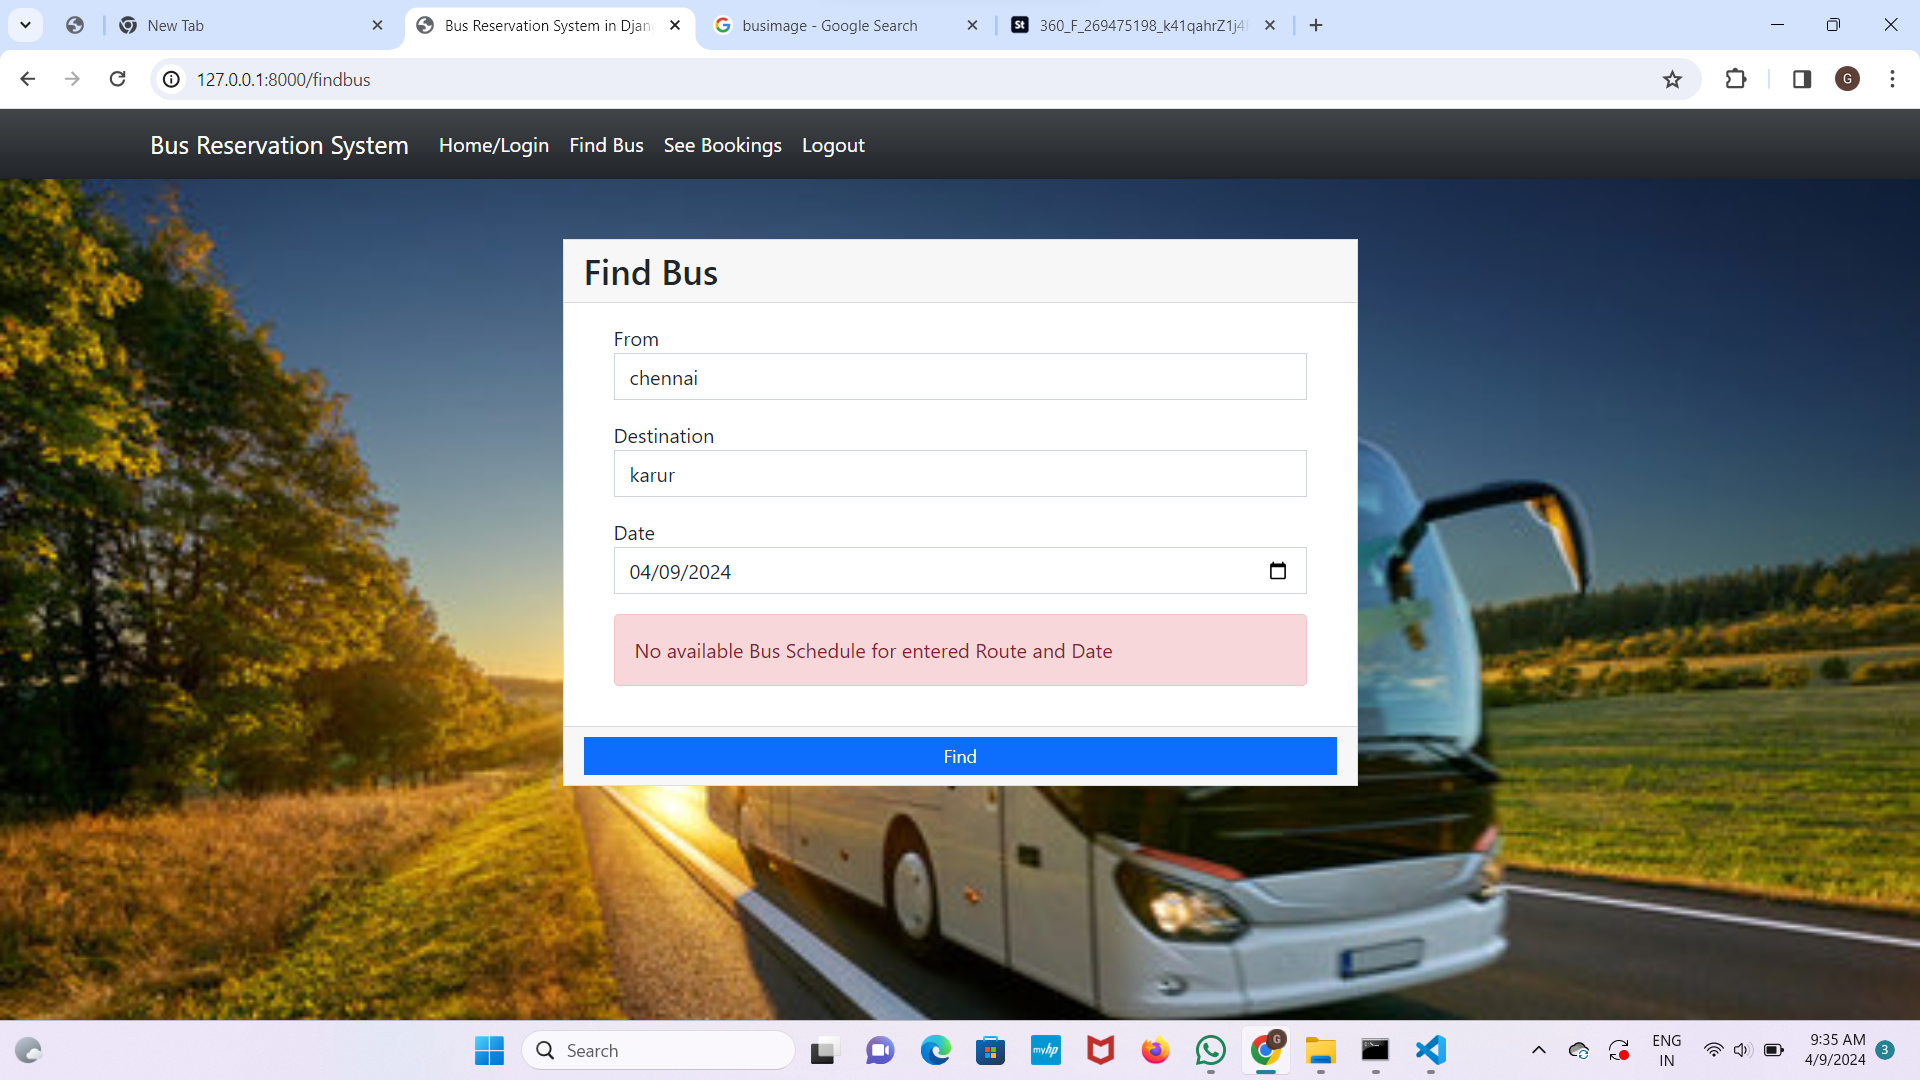 New Tab
Bus Reservation System in Djan
busimage - Google Search
St
360_F_269475198_k41qahrZ1j4
127.0.0.1:8000/findbus
G
Bus Reservation System
Home/Login
Find Bus
See Bookings
Logout
Find Bus
From
chennai
Destination
karur
Date
04/09/2024
No available Bus Schedule for entered Route and Date
Find
Search
myhp
G
ENG
IN
9:35 AM
4/9/2024
3